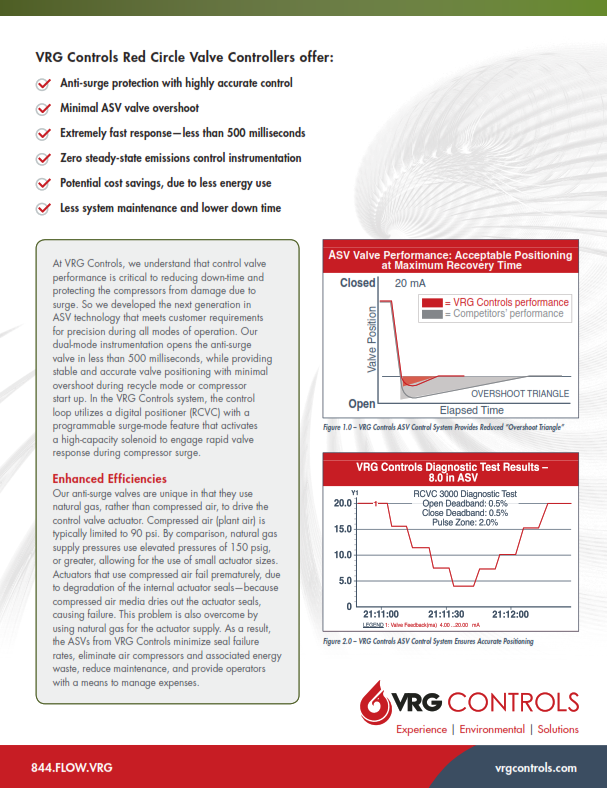 VRG Controls Red Circle Valve Controllers offer:
Anti-surge protection with highly accurate control
Minimal ASV valve overshoot
Extremely fast response—less than 500 milliseconds
Zero steady-state emissions control instrumentation
Potential cost savings, due to less energy use
Less system maintenance and lower down time
At VRG Controls, we understand that control valve
performance is critical to reducing down-time and
protecting the compressors from damage due to
surge. So we developed the next generation in
ASV technology that meets customer requirements
for precision during all modes of operation. Our
dual-mode instrumentation opens the anti-surge
valve in less than 500 milliseconds, while providing
stable and accurate valve positioning with minimal
overshoot during recycle mode or compressor
start up. In the VRG Controls system, the control
loop utilizes a digital positioner (RCVC) with a
programmable surge-mode feature that activates
a high-capacity solenoid to engage rapid valve
response during compressor surge.
Enhanced Efficiencies
Our anti-surge valves are unique in that they use
natural gas, rather than compressed air, to drive the
control valve actuator. Compressed air (plant air) is
typically limited to 90 psi. By comparison, natural gas
supply pressures use elevated pressures of 150 psig,
or greater, allowing for the use of small actuator sizes.
Actuators that use compressed air fail prematurely, due
to degradation of the internal actuator seals—because
compressed air media dries out the actuator seals,
causing failure. This problem is also overcome by
using natural gas for the actuator supply. As a result,
the ASVs from VRG Controls minimize seal failure
rates, eliminate air compressors and associated energy
waste, reduce maintenance, and provide operators
with a means to manage expenses.
ASV Valve Performance: Acceptable Positioning
at Maximum Recovery Time
Closed 20 mA
= VRG Controls performance
= Competitors' performance
Valve Position
OVERSHOOT TRIANGLE
Open
Elapsed Time
Figure 1.0 – VRG Controls ASV Control System Provides Reduced "Overshoot Triangle"
VRG Controls Diagnostic Test Results –
8.0 in ASV
Y1
RCVC 3000 Diagnostic Test
Open Deadband: 0.5%
Close Deadband: 0.5%
Pulse Zone: 2.0%
20.0
1
15.0
10.0
5.0
0
21:11:00 21:11:30 21:12:00
LEGEND 1: Valve Feedback(ma) 4.00...20.00 mA
Figure 2.0 – VRG Controls ASV Control System Ensures Accurate Positioning
VRG CONTROLS
Experience | Environmental | Solutions
844.FLOW.VRG
vrgcontrols.com